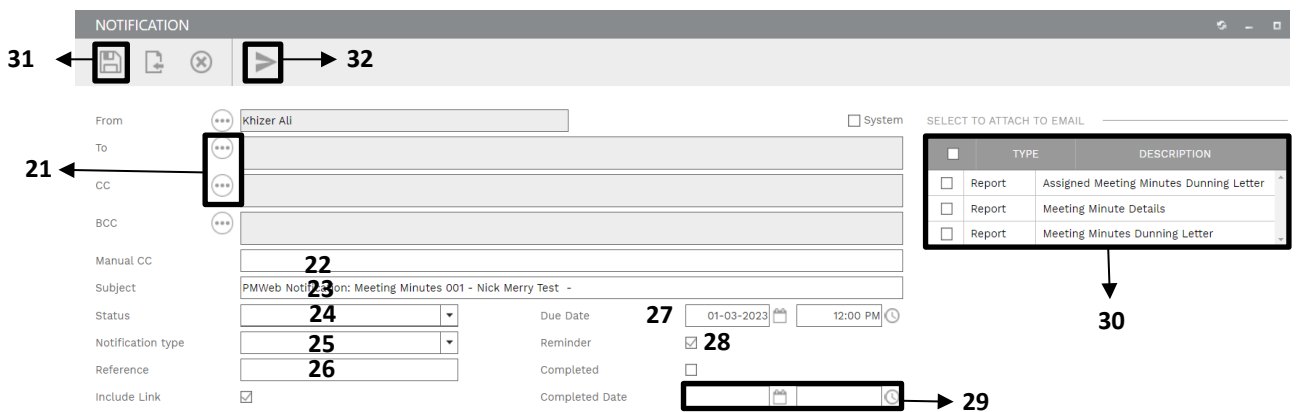 NOTIFICATION
31
32
From Khizer Ali System
SELECT TO ATTACH TO EMAIL
To
21
CC
BCC
TYPE DESCRIPTION
Report Assigned Meeting Minutes Dunning Letter
Report Meeting Minute Details
Report Meeting Minutes Dunning Letter
30
Manual CC 22
Subject PMWeb Notification: Meeting Minutes 001 - Nick Merry Test -
23
Status 24 Due Date 27 01-03-2023 12:00 PM
Notification type 25 Reminder 28
Reference 26 Completed
Include Link Completed Date 29